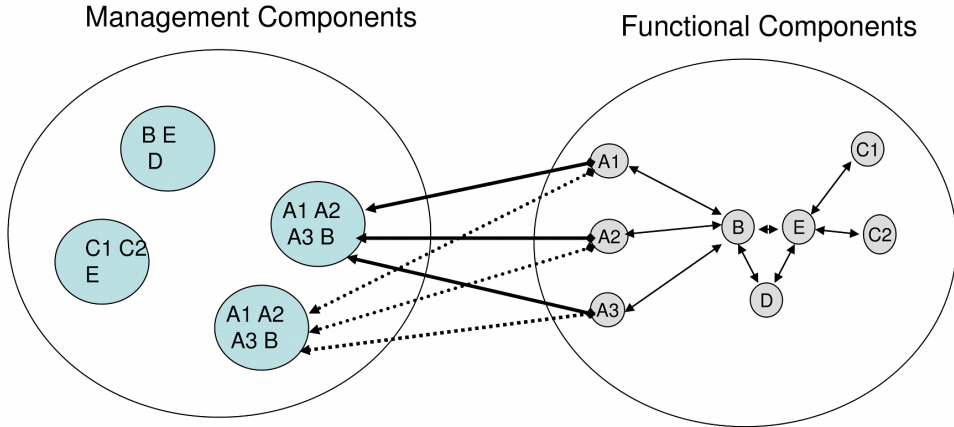 Management Components
Functional Components
B E
D
C1 C2
E
A1 A2
A3 B
A1 A2
A3 B
A1
A2
A3
B
E
D
C1
C2